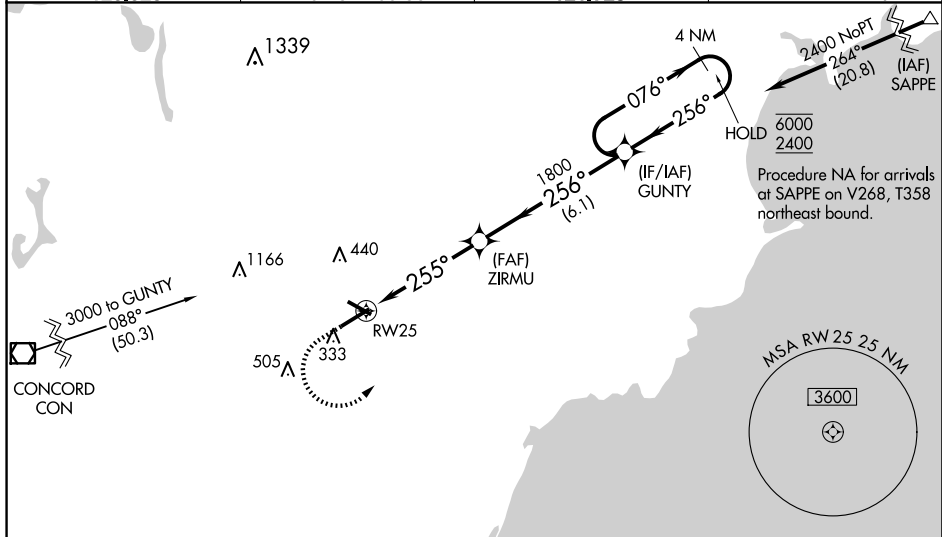 1339
4 NM
2400 NoPT
264°
(20.8)
(IAF)
SAPPE
076°
256°
HOLD
6000
2400
(IF/IAF)
GUNTY
Procedure NA for arrivals
at SAPPE on V268, T358
northeast bound.
1800
256°
(6.1)
(FAF)
ZIRMU
440
1166
255°
3000 to GUNTY
088°
(50.3)
RW25
333
505
CONCORD
CON
MSA RW 25 25 NM
3600